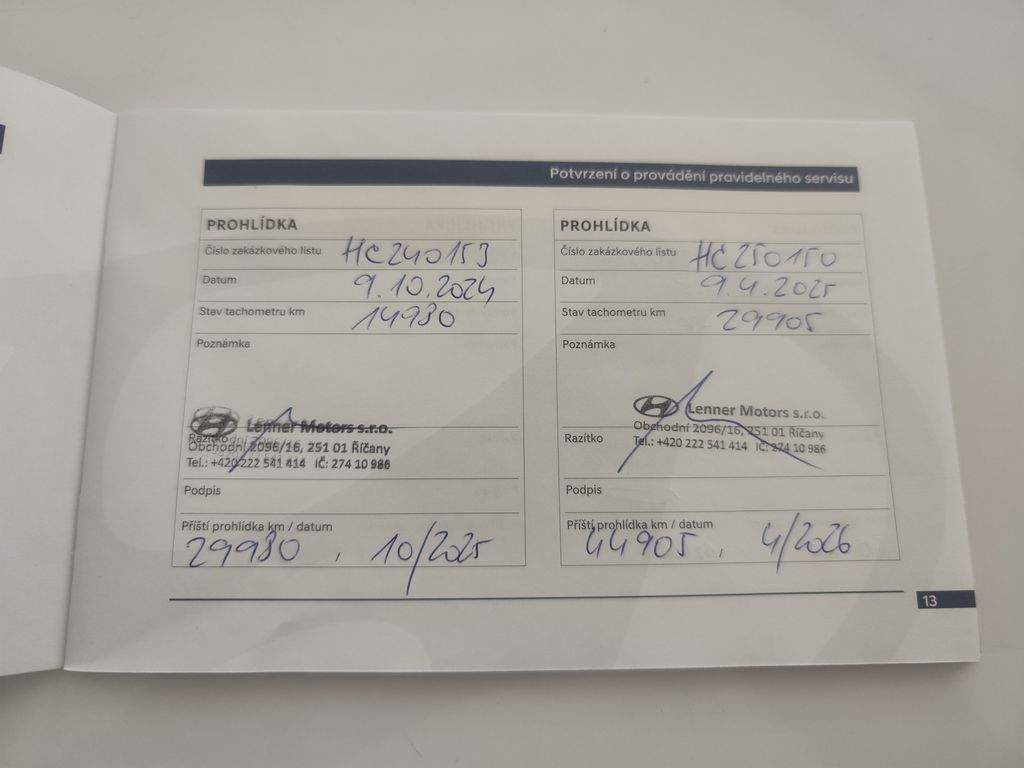 Potvrzení o provádění pravidelného servisu
PROHLÍDKA
Číslo zakázkového listu HC240153
Datum 9.10.2024
Stav tachometru km 14980
Poznámka
Lenner Motors s.r.o.
Razítko
Obchodní 2096/16, 251 01 Říčany
Tel.: +420 222 541 414 IČ: 274 10 986
Podpis
Příští prohlídka km / datum
29980, 10/2025
PROHLÍDKA
Číslo zakázkového listu HC250150
Datum 9.4.2025
Stav tachometru km 29905
Poznámka
Lenner Motors s.r.o.
Obchodní 2096/16, 251 01 Říčany
Razítko
Tel.: +420 222 541 414 IČ: 274 10 986
Podpis
Příští prohlídka km / datum
44905, 4/2026
13